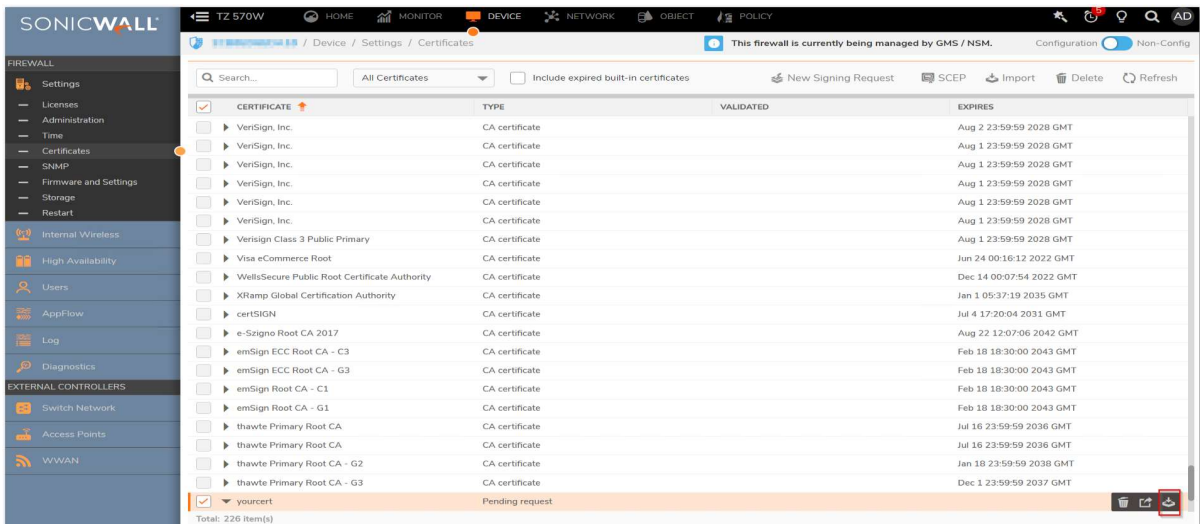 SONICWALL
TZ 570W HOME MONITOR DEVICE NETWORK OBJECT POLICY 5 AD
/ Device / Settings / Certificates This firewall is currently being managed by GMS / NSM. Configuration Non-Config
FIREWALL
Settings
Licenses
Administration
Time
Certificates
SNMP
Firmware and Settings
Storage
Restart
Internal Wireless
High Availability
Users
AppFlow
Log
Diagnostics
EXTERNAL CONTROLLERS
Switch Network
Access Points
WWAN
Search... All Certificates Include expired built-in certificates New Signing Request SCEP Import Delete Refresh
CERTIFICATE TYPE VALIDATED EXPIRES
VeriSign, Inc. CA certificate Aug 2 23:59:59 2028 GMT
VeriSign, Inc. CA certificate Aug 1 23:59:59 2028 GMT
VeriSign, Inc. CA certificate Aug 1 23:59:59 2028 GMT
VeriSign, Inc. CA certificate Aug 1 23:59:59 2028 GMT
VeriSign, Inc. CA certificate Aug 1 23:59:59 2028 GMT
VeriSign, Inc. CA certificate Aug 1 23:59:59 2028 GMT
Verisign Class 3 Public Primary CA certificate Aug 1 23:59:59 2028 GMT
Visa eCommerce Root CA certificate Jun 24 00:16:12 2022 GMT
WellsSecure Public Root Certificate Authority CA certificate Dec 14 00:07:54 2022 GMT
XRamp Global Certification Authority CA certificate Jan 1 05:37:19 2035 GMT
certSIGN CA certificate Jul 4 17:20:04 2031 GMT
e-Szigno Root CA 2017 CA certificate Aug 22 12:07:06 2042 GMT
emSign ECC Root CA - C3 CA certificate Feb 18 18:30:00 2043 GMT
emSign ECC Root CA - G3 CA certificate Feb 18 18:30:00 2043 GMT
emSign Root CA - C1 CA certificate Feb 18 18:30:00 2043 GMT
emSign Root CA - G1 CA certificate Feb 18 18:30:00 2043 GMT
thawte Primary Root CA CA certificate Jul 16 23:59:59 2036 GMT
thawte Primary Root CA CA certificate Jul 16 23:59:59 2036 GMT
thawte Primary Root CA - G2 CA certificate Jan 18 23:59:59 2038 GMT
thawte Primary Root CA - G3 CA certificate Dec 1 23:59:59 2037 GMT
yourcert Pending request
Total: 226 item(s)